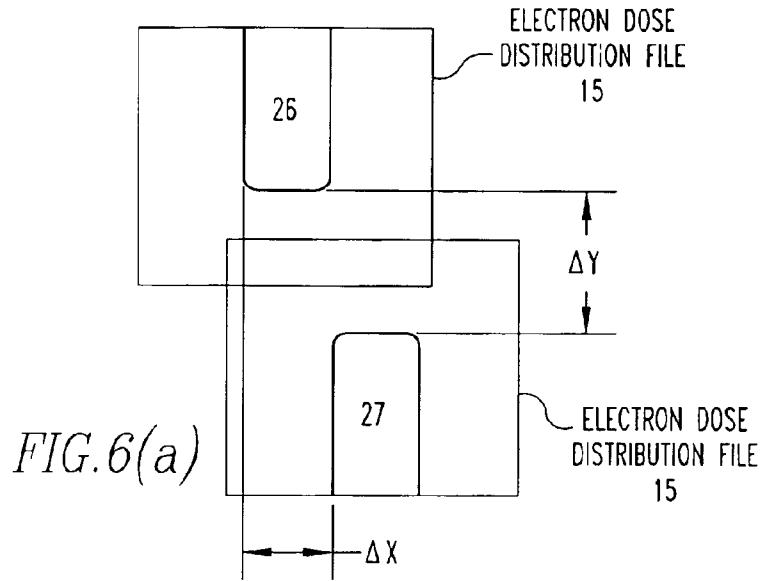 ELECTRON DOSE
DISTRIBUTION FILE
15
26
ΔY
27
ELECTRON DOSE
DISTRIBUTION FILE
15
FIG.6(a)
ΔX